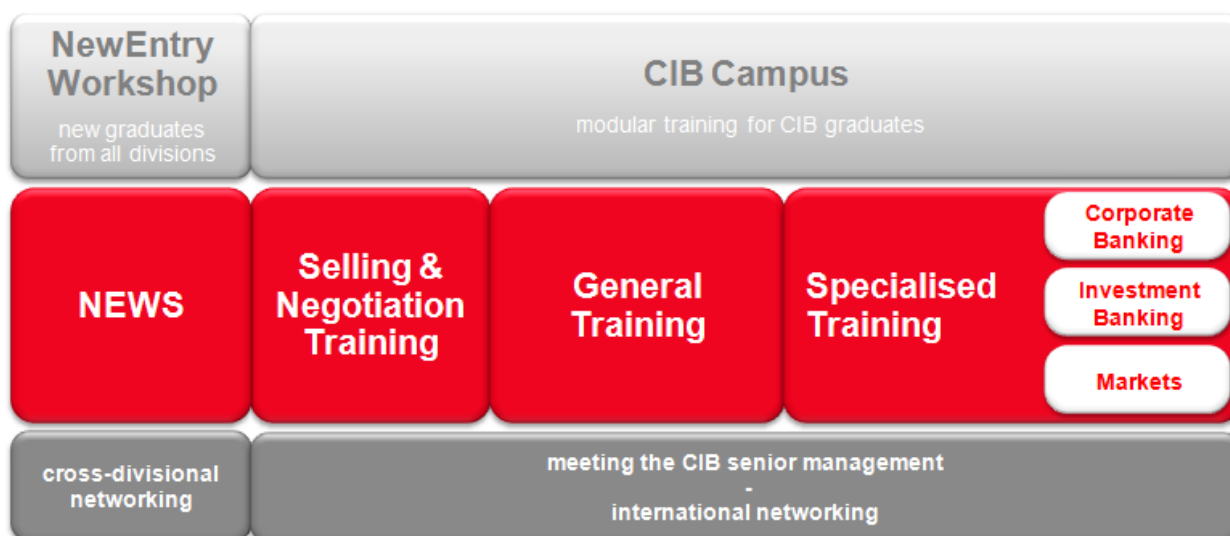 NewEntry
Workshop
new graduates
from all divisions
CIB Campus
modular training for CIB graduates
NEWS
Selling &
Negotiation
Training
General
Training
Specialised
Training
Corporate
Banking
Investment
Banking
Markets
cross-divisional
networking
meeting the CIB senior management
-
international networking